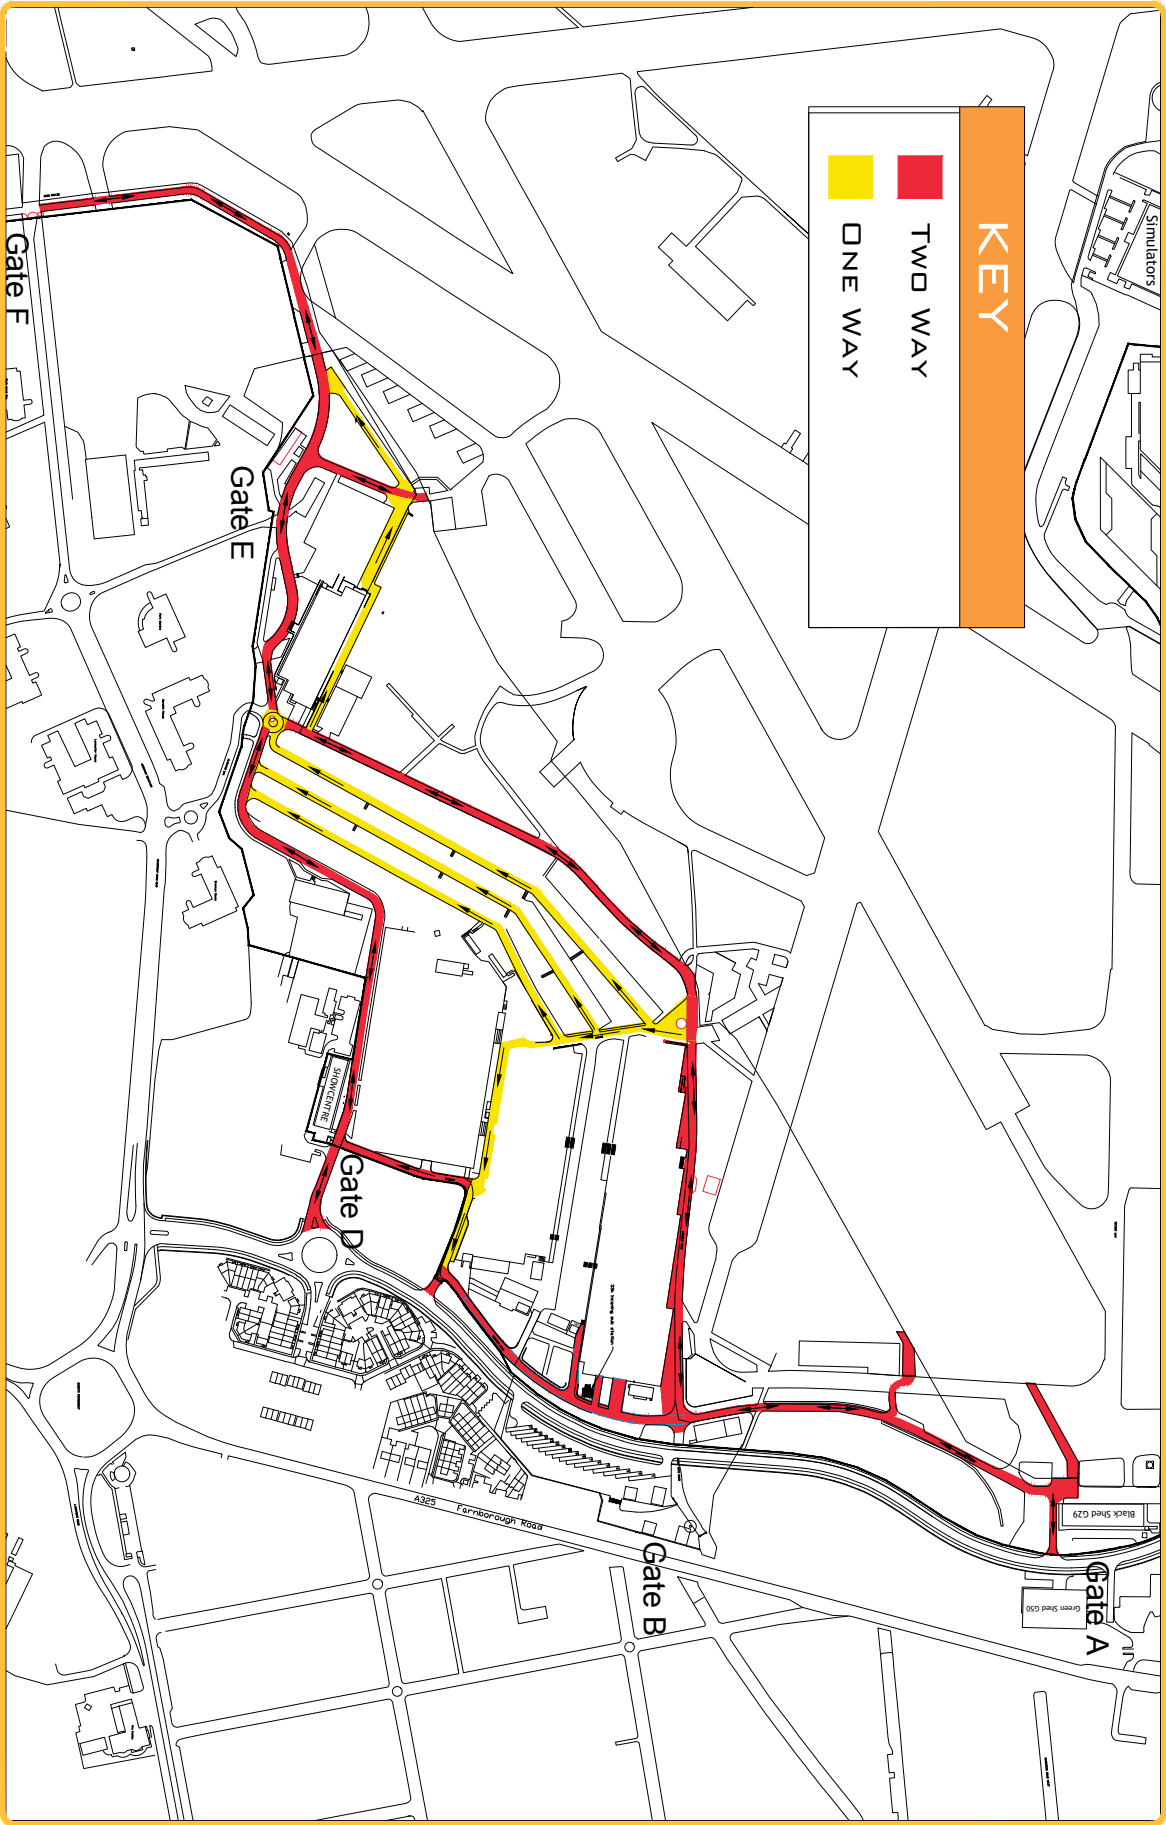 KEY
TWO WAY
ONE WAY
Simulators
Gate F
Gate E
SHOWCENTRE
Gate D
A325 Farnborough Road
Gate B
Black Shed G29
Gate A
Green Shed G50